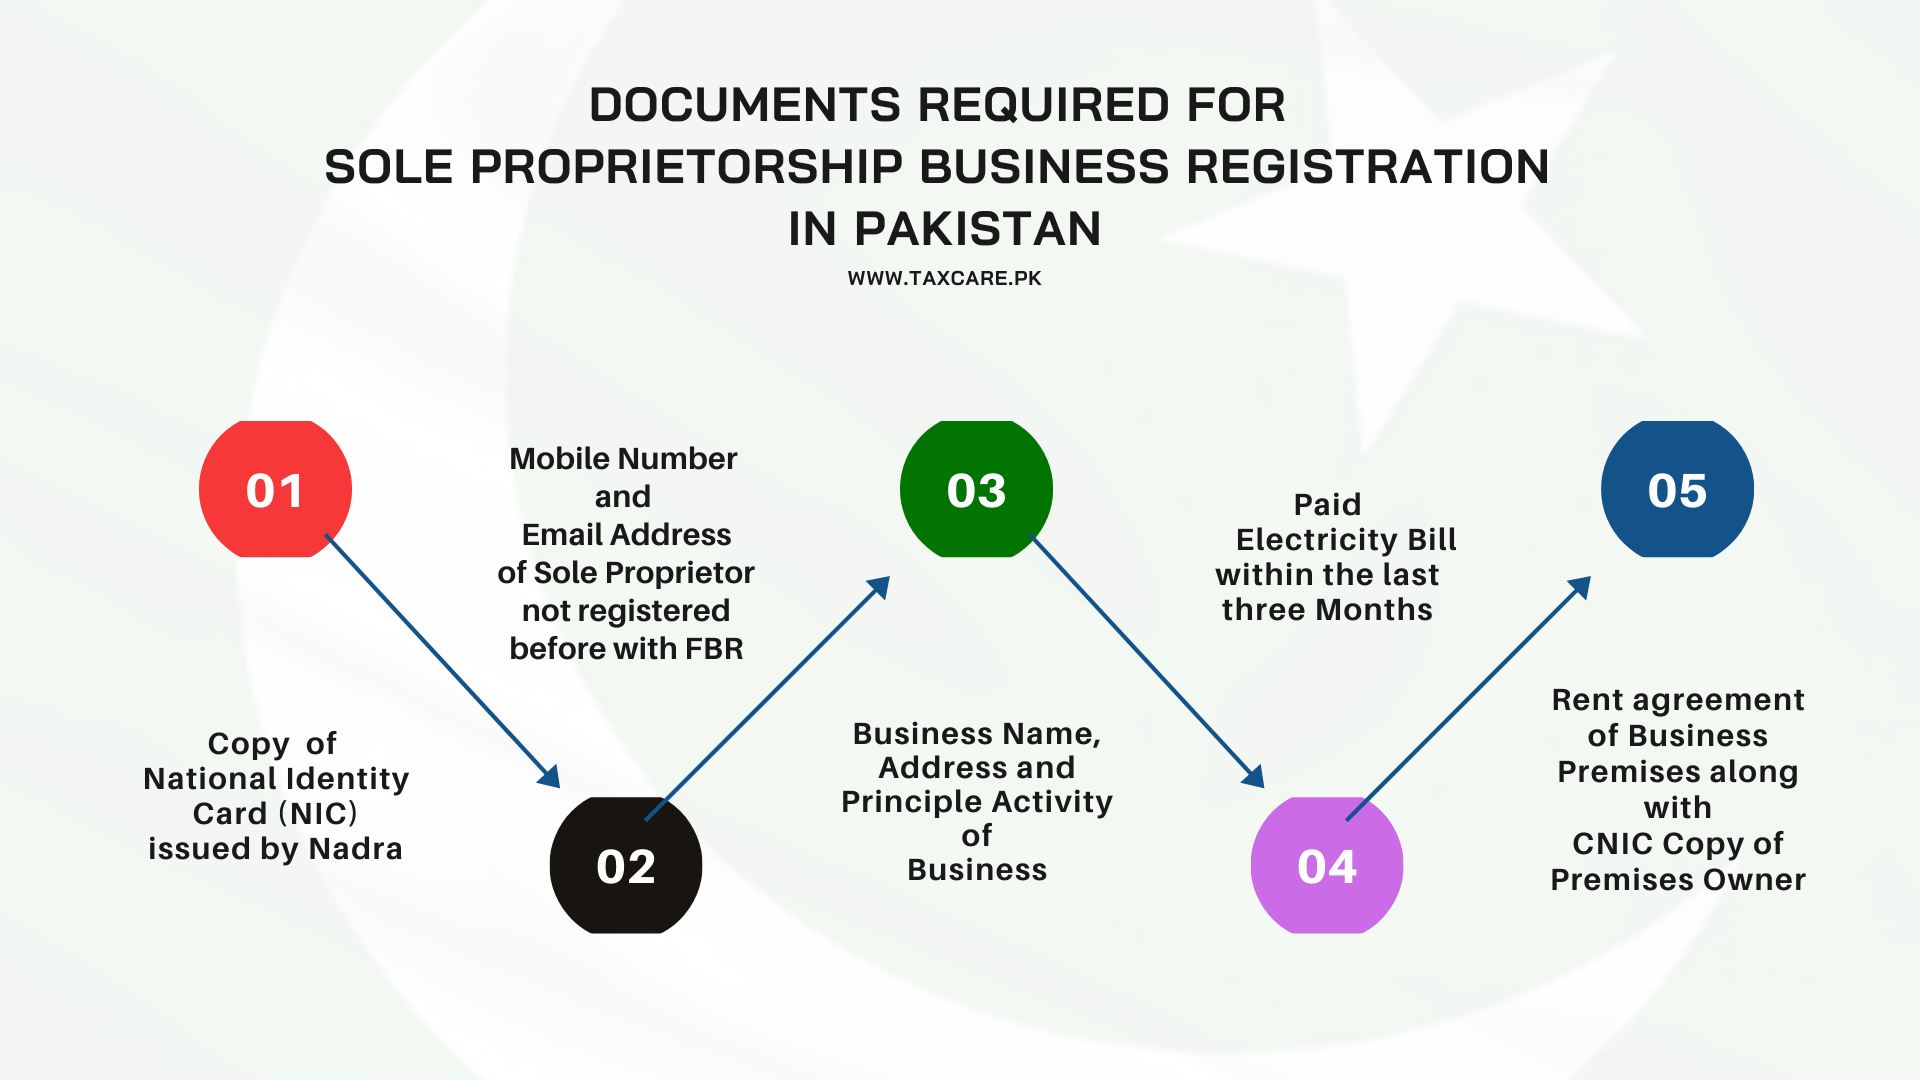 DOCUMENTS REQUIRED FOR
SOLE PROPRIETORSHIP BUSINESS REGISTRATION
IN PAKISTAN
WWW.TAXCARE.PK
01
Copy of
National Identity
Card (NIC)
issued by Nadra
Mobile Number
and
Email Address
of Sole Proprietor
not registered
before with FBR
02
03
Business Name,
Address and
Principle Activity
of
Business
Paid
Electricity Bill
within the last
three Months
04
05
Rent agreement
of Business
Premises along
with
CNIC Copy of
Premises Owner